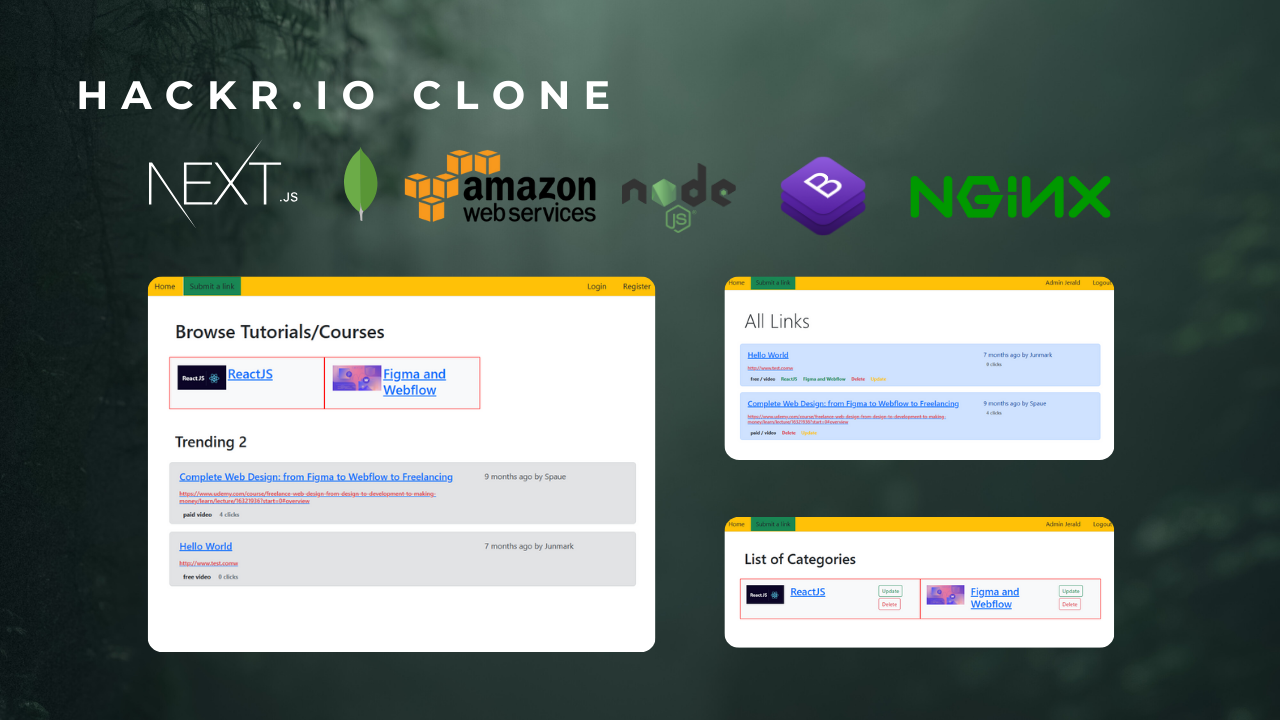 HACKR.IO CLONE
NEXT.JS
amazon
web services
node
JS
B
NGINX
Home Submit a link Login Register
Browse Tutorials/Courses
ReactJS ReactJS
Figma and
Webflow
Trending 2
Complete Web Design: from Figma to Webflow to Freelancing 9 months ago by Spaue
https://www.udemy.com/course/freelance-web-design-from-design-to-development-to-making-
money/learn/lecture/16321938?start=0#overview
paid video 4 clicks
Hello World 7 months ago by Junmark
http://www.test.comw
free video 0 clicks
Home Submit a link Admin Jerald Logout
All Links
Hello World 7 months ago by Junmark
http://www.test.comw 0 clicks
free / video ReactJS Figma and Webflow Delete Update
Complete Web Design: from Figma to Webflow to Freelancing 9 months ago by Spaue
https://www.udemy.com/course/freelance-web-design-from-design-to-development-to-making- 4 clicks
money/learn/lecture/16321938?start=0#overview
paid / video Delete Update
Home Submit a link Admin Jerald Logout
List of Categories
ReactJS ReactJS Update
Delete
Figma and Update
Webflow Delete